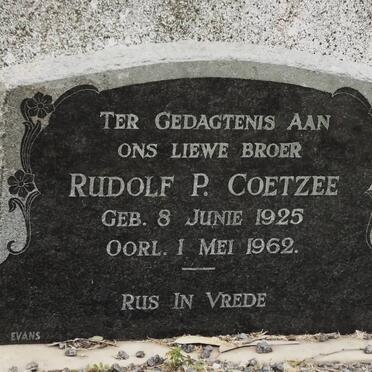 TER GEDAGTENIS AAN
ONS LIEWE BROER
RUDOLF P. COETZEE
GEB. 8 JUNIE 1925
OORL. 1 MEI 1962.
RUS IN VREDE
EVANS